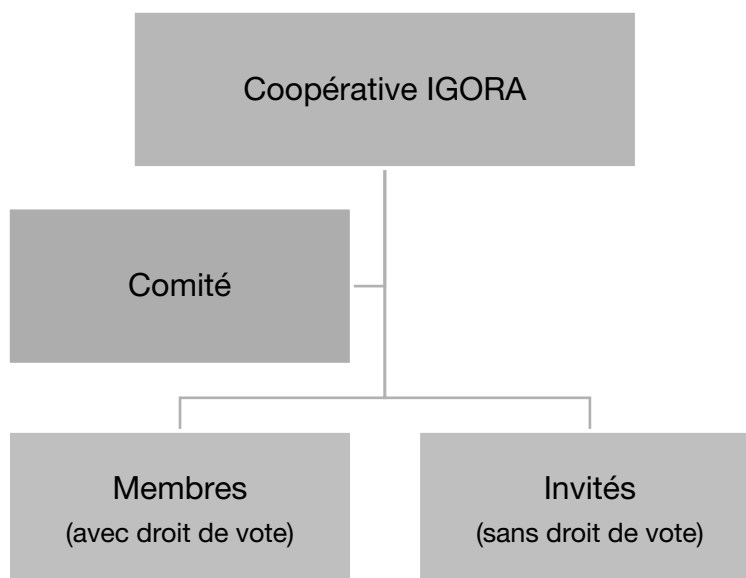 Coopérative IGORA
Comité
Membres
(avec droit de vote)
Invités
(sans droit de vote)